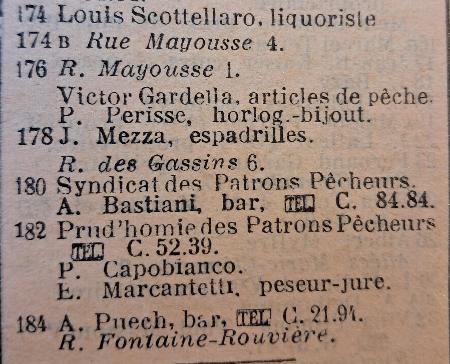 174 Louis Scottellaro, liquoriste
174 B Rue Mayousse 4.
176 R. Mayousse 1.
Victor Gardella, articles de pêche.
P. Perisse, horlog.-bijout.
178 J. Mezza, espadrilles.
R. des Gassins 6.
180 Syndicat des Patrons Pêcheurs.
A. Bastiani, bar, TEL C. 84.84.
182 Prud'homie des Patrons Pêcheurs
TEL C. 52.39.
P. Capobianco.
E. Marcantetti, peseur-jure.
184 A. Puech, bar, TEL C. 21.94.
R. Fontaine-Rouvière.